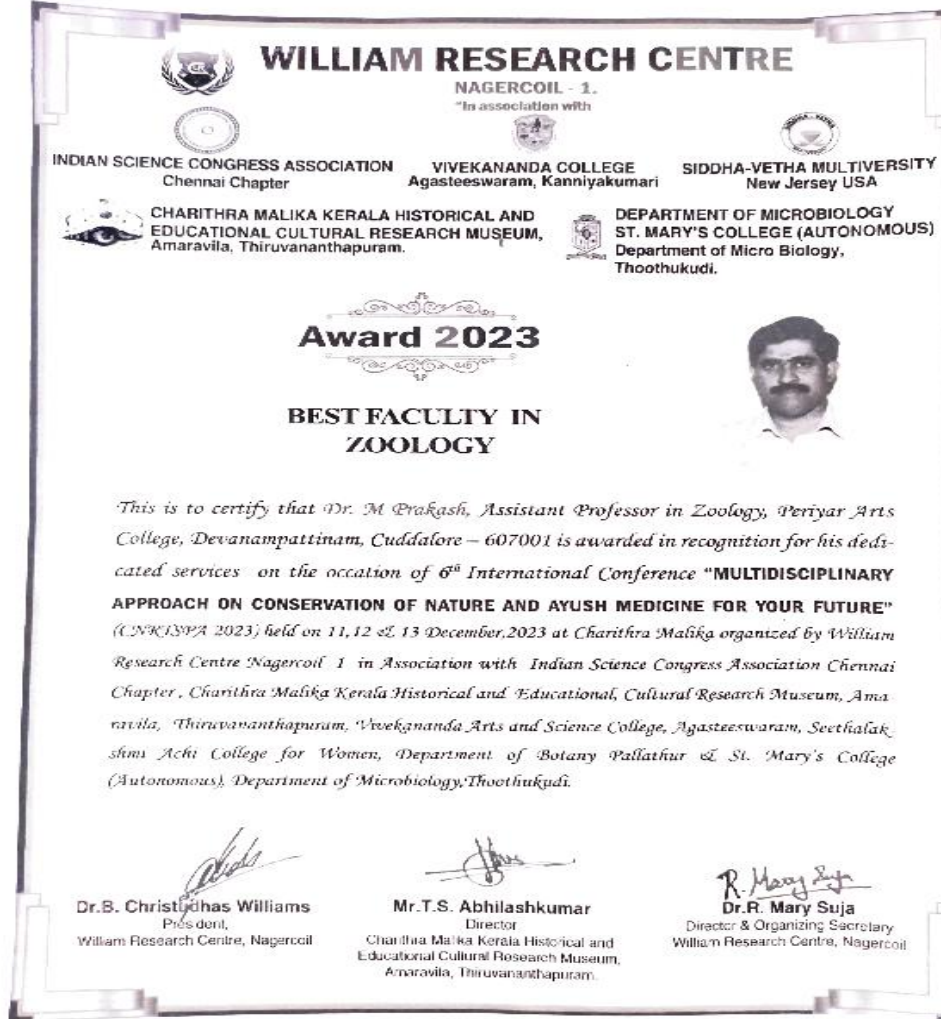 WILLIAM RESEARCH CENTRE
NAGERCOIL - 1.
"In association with
INDIAN SCIENCE CONGRESS ASSOCIATION
Chennai Chapter
VIVEKANANDA COLLEGE
Agasteeswaram, Kanniyakumari
SIDDHA-VETHA MULTIVERSITY
New Jersey USA
CHARITHRA MALIKA KERALA HISTORICAL AND
EDUCATIONAL CULTURAL RESEARCH MUSEUM,
Amaravila, Thiruvananthapuram.
DEPARTMENT OF MICROBIOLOGY
ST. MARY'S COLLEGE (AUTONOMOUS)
Department of Micro Biology,
Thoothukudi.
Award 2023
BEST FACULTY IN
ZOOLOGY
This is to certify that Dr. M Prakash, Assistant Professor in Zoology, Periyar Arts
College, Devanampattinam, Cuddalore – 607001 is awarded in recognition for his dedi-
cated services on the occation of 6th International Conference "MULTIDISCIPLINARY
APPROACH ON CONSERVATION OF NATURE AND AYUSH MEDICINE FOR YOUR FUTURE"
(CNKISPA 2023) held on 11,12 & 13 December,2023 at Charithra Malika organized by William
Research Centre Nagercoil 1 in Association with Indian Science Congress Association Chennai
Chapter , Charithra Malika Kerala Historical and Educational, Cultural Research Museum, Ama
ravila, Thiruvananthapuram, Vivekananda Arts and Science College, Agasteeswaram, Seethalak
shmi Achi College for Women, Department of Botany Pallathur & St. Mary's College
(Autonomous), Department of Microbiology,Thoothukudi.
R. Mary Suja
Dr.B. Christudhas Williams
President,
William Research Centre, Nagercoil
Mr.T.S. Abhilashkumar
Director
Charithra Malika Kerala Historical and
Educational Cultural Research Museum,
Amaravila, Thiruvananthapuram.
Dr.R. Mary Suja
Director & Organizing Secretary
William Research Centre, Nagercoil